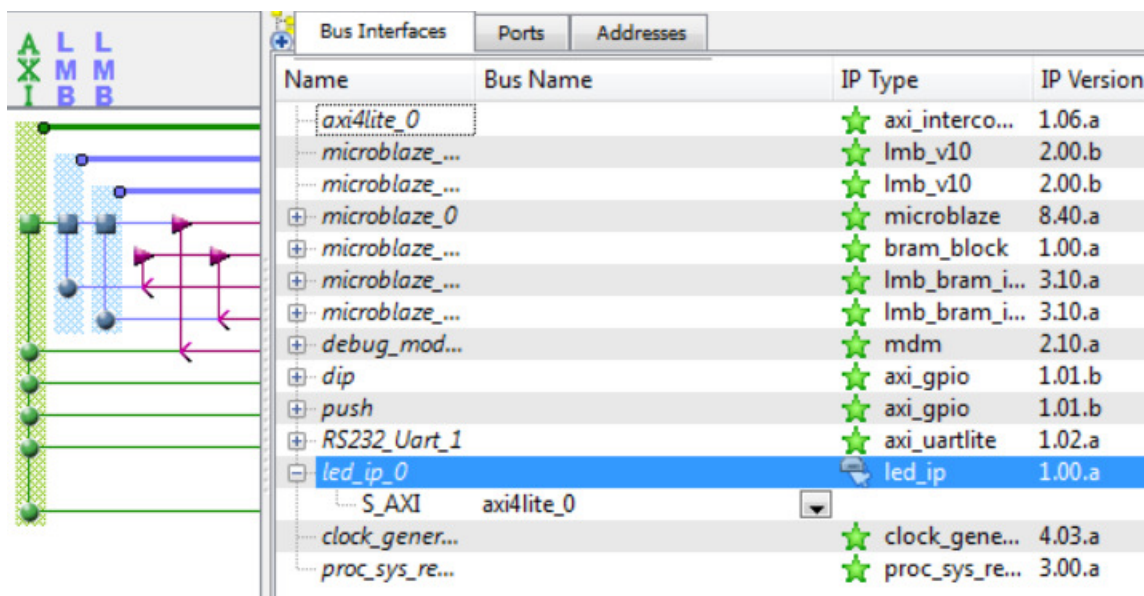 Bus Interfaces Ports Addresses
AXI LMB LMB
Name Bus Name IP Type IP Version
axi4lite_0 axi_interco... 1.06.a
microblaze_... lmb_v10 2.00.b
microblaze_... lmb_v10 2.00.b
microblaze_0 microblaze 8.40.a
microblaze_... bram_block 1.00.a
microblaze_... lmb_bram_i... 3.10.a
microblaze_... lmb_bram_i... 3.10.a
debug_mod... mdm 2.10.a
dip axi_gpio 1.01.b
push axi_gpio 1.01.b
RS232_Uart_1 axi_uartlite 1.02.a
led_ip_0 led_ip 1.00.a
S_AXI axi4lite_0
clock_gener... clock_gene... 4.03.a
proc_sys_re... proc_sys_re... 3.00.a